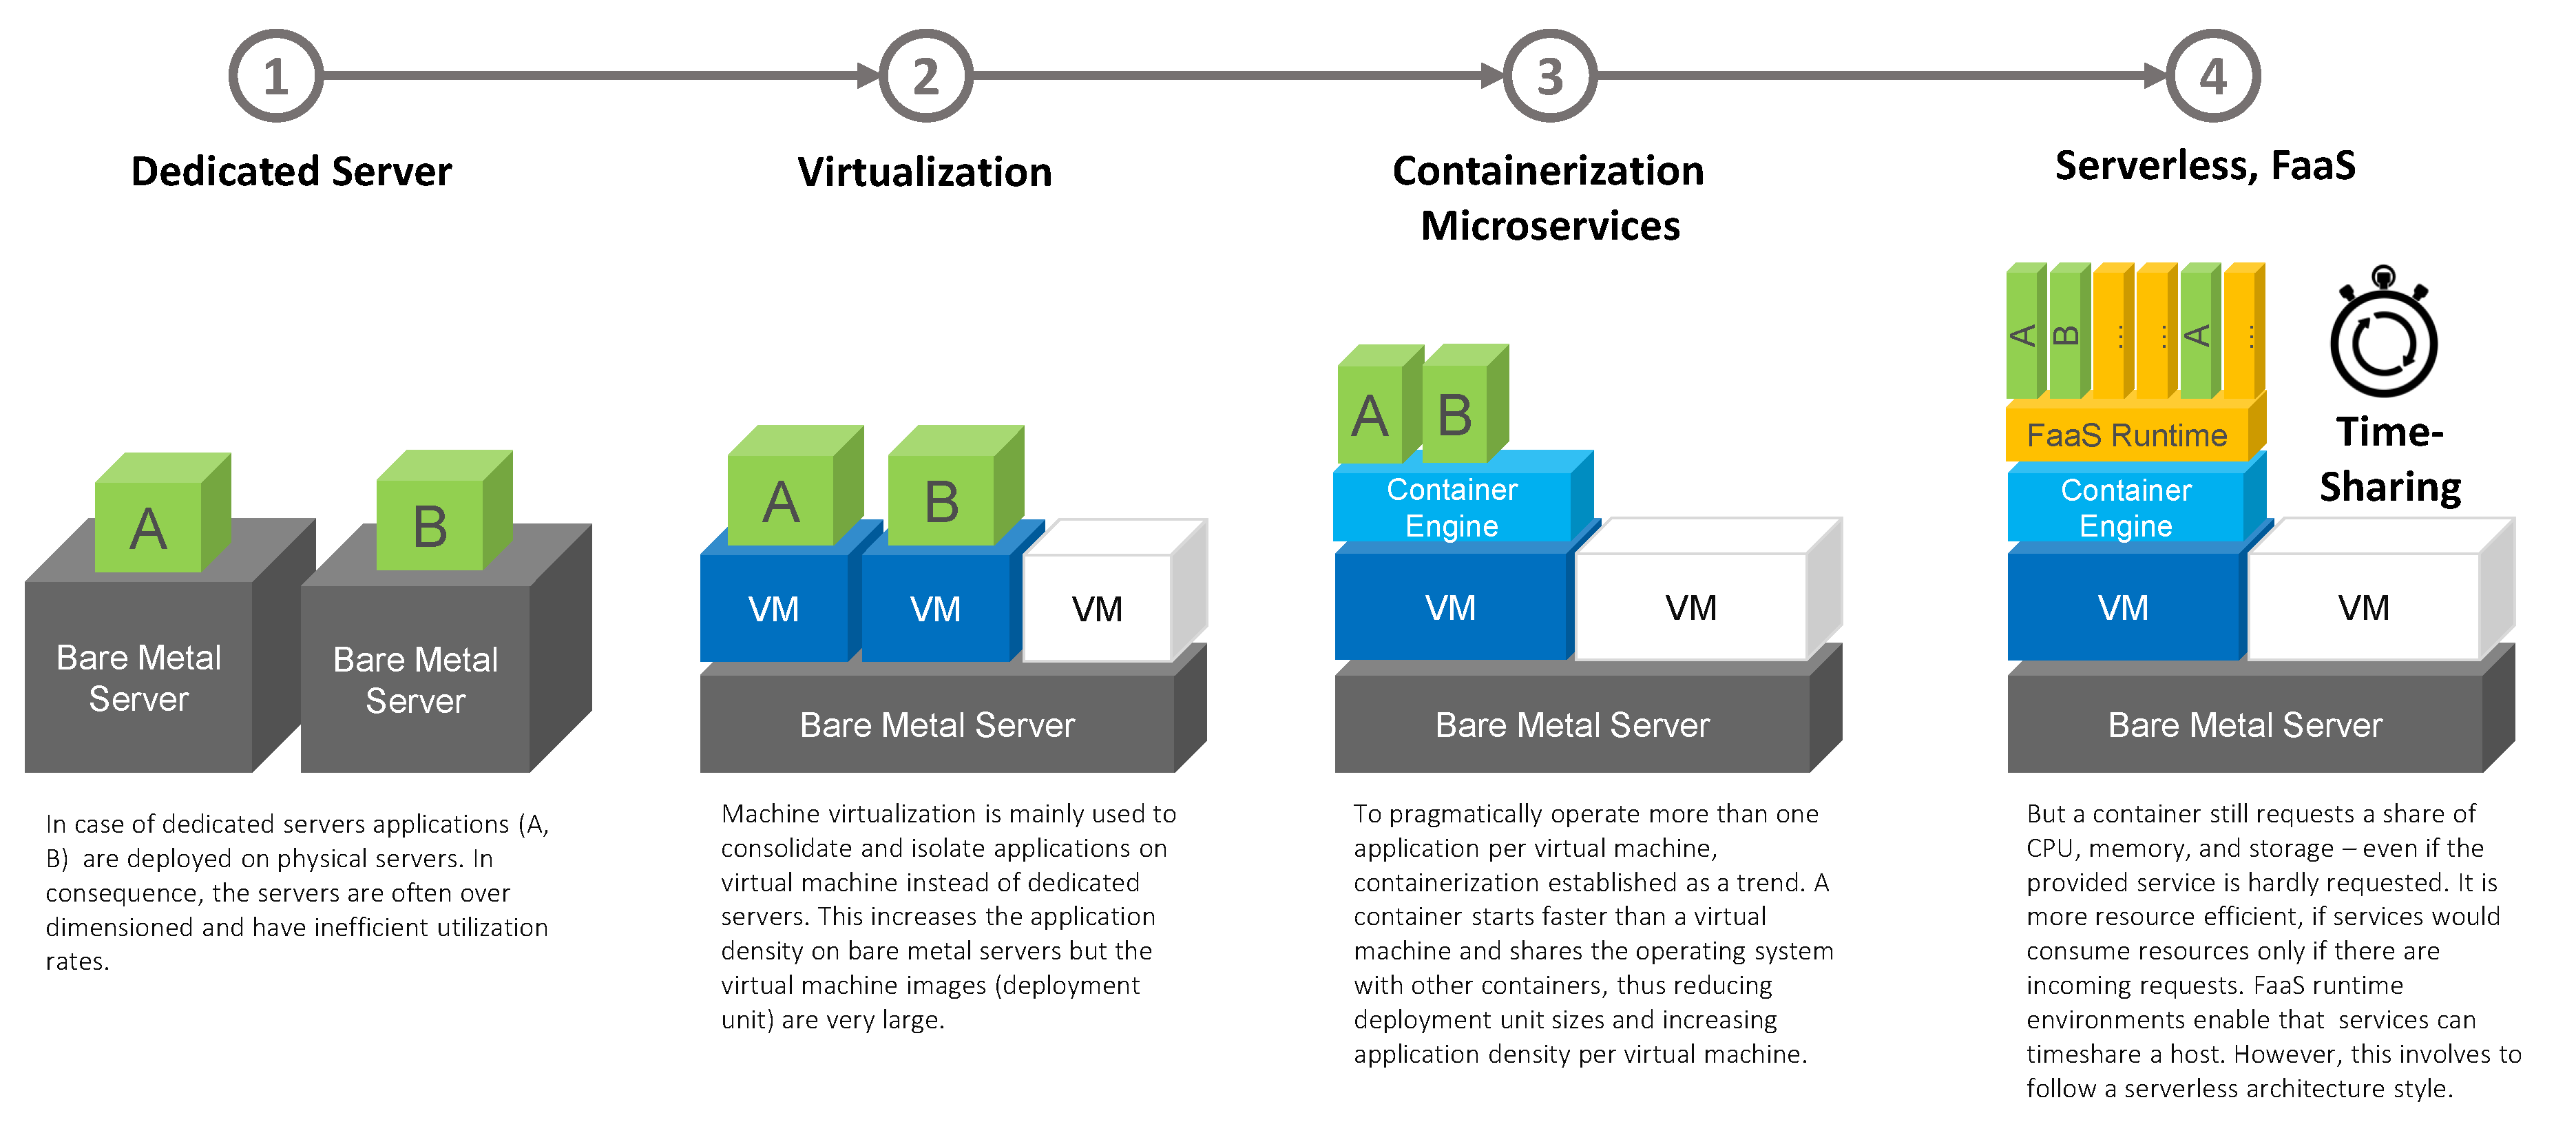 1
2
3
4
Dedicated Server
Virtualization
Containerization
Microservices
Serverless, FaaS
A
B
Bare Metal
Server
Bare Metal
Server
A
B
VM
VM
VM
Bare Metal Server
A
B
Container
Engine
VM
VM
Bare Metal Server
A
B
...
...
A
...
FaaS Runtime
Container
Engine
VM
VM
Bare Metal Server
Time-
Sharing
In case of dedicated servers applications (A,
B)  are deployed on physical servers. In
consequence, the servers are often over
dimensioned and have inefficient utilization
rates.
Machine virtualization is mainly used to
consolidate and isolate applications on
virtual machine instead of dedicated
servers. This increases the application
density on bare metal servers but the
virtual machine images (deployment
unit) are very large.
To pragmatically operate more than one
application per virtual machine,
containerization established as a trend. A
container starts faster than a virtual
machine and shares the operating system
with other containers, thus reducing
deployment unit sizes and increasing
application density per virtual machine.
But a container still requests a share of
CPU, memory, and storage – even if the
provided service is hardly requested. It is
more resource efficient, if services would
consume resources only if there are
incoming requests. FaaS runtime
environments enable that  services can
timeshare a host. However, this involves to
follow a serverless architecture style.